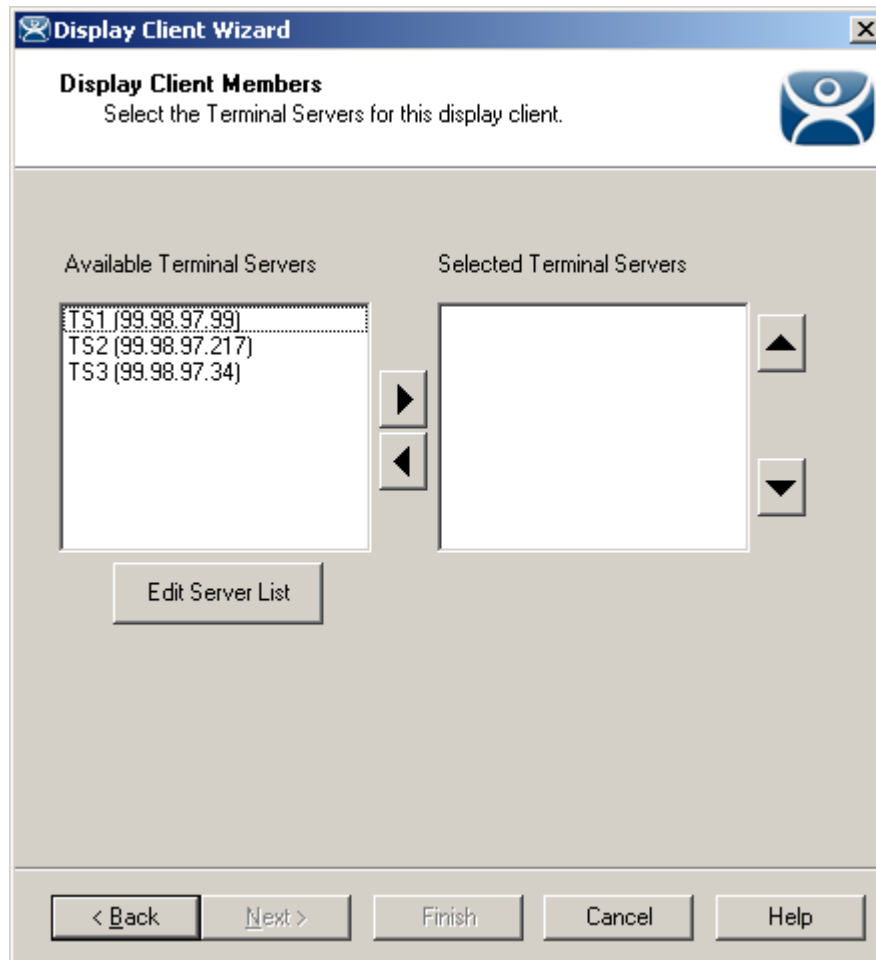 Display Client Wizard
Display Client Members
Select the Terminal Servers for this display client.
Available Terminal Servers
Selected Terminal Servers
TS1 (99.98.97.99)
TS2 (99.98.97.217)
TS3 (99.98.97.34)
Edit Server List
< Back
Next >
Finish
Cancel
Help